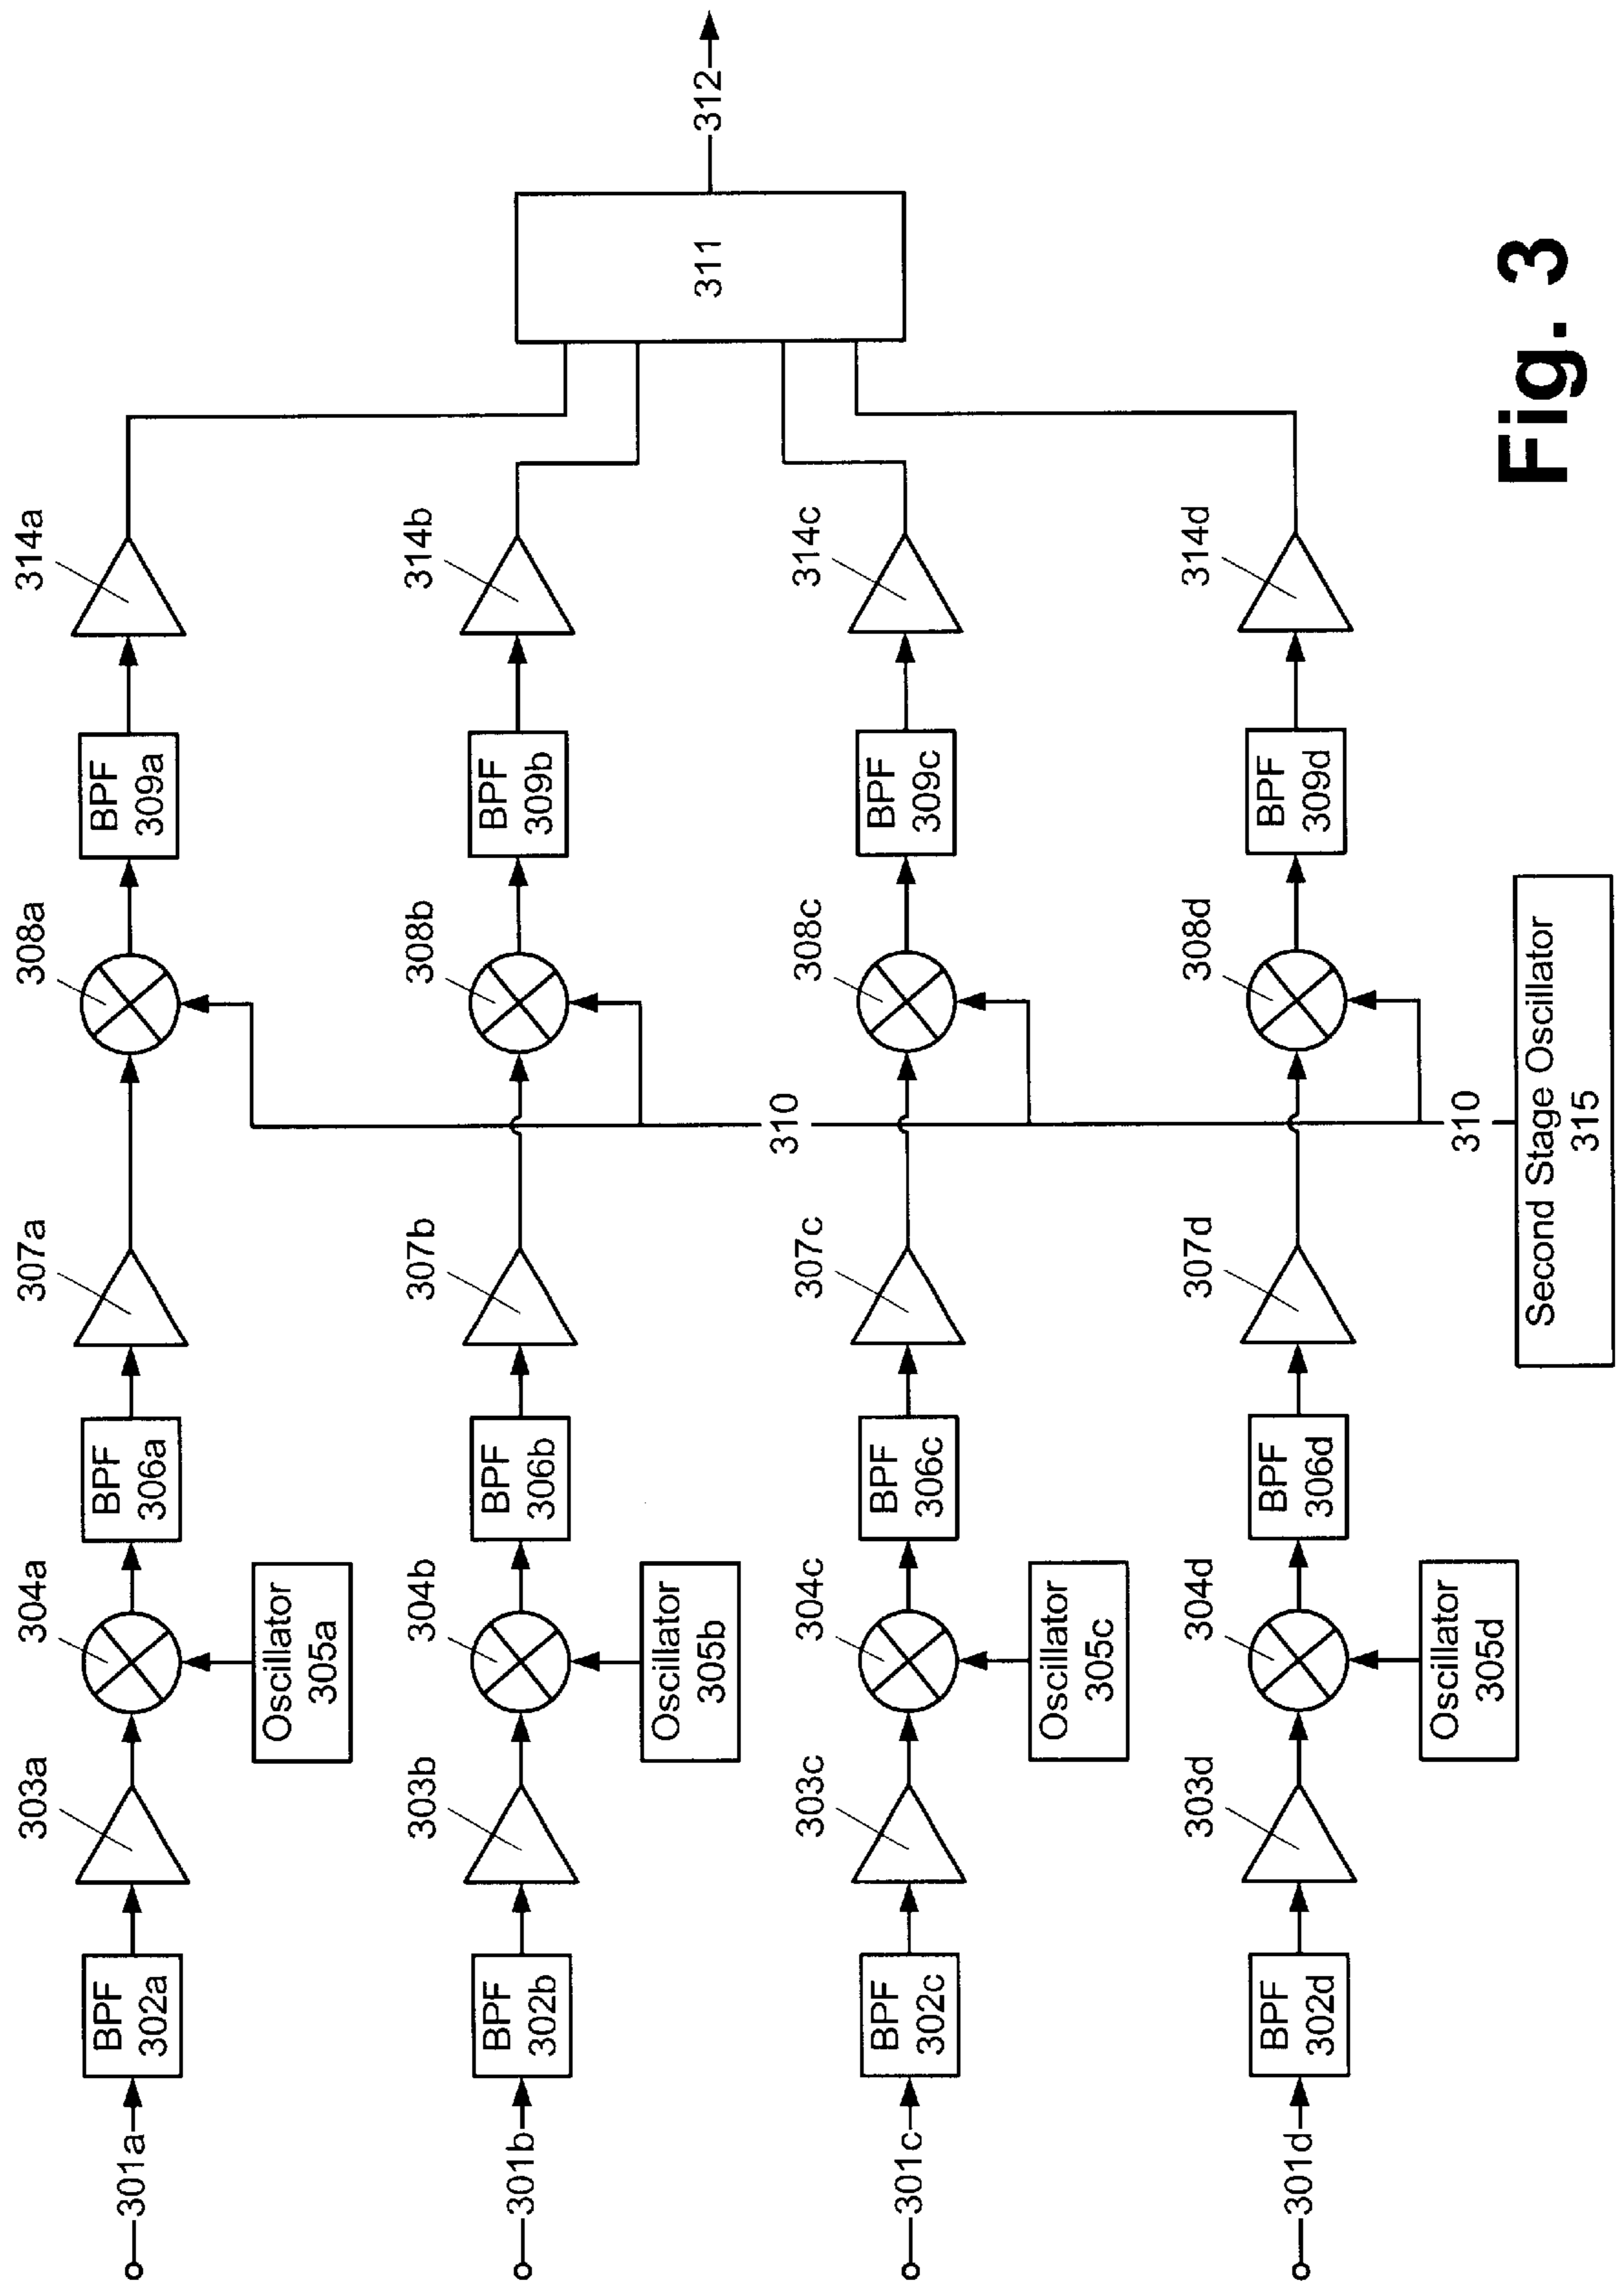 301a
BPF
302a
303a
304a
Oscillator
305a
BPF
306a
307a
308a
BPF
309a
314a
301b
BPF
302b
303b
304b
Oscillator
305b
BPF
306b
307b
308b
BPF
309b
314b
310
311
312
301c
BPF
302c
303c
304c
Oscillator
305c
BPF
306c
307c
308c
BPF
309c
314c
301d
BPF
302d
303d
304d
Oscillator
305d
BPF
306d
307d
308d
BPF
309d
314d
310
Second Stage Oscillator
315
Fig. 3